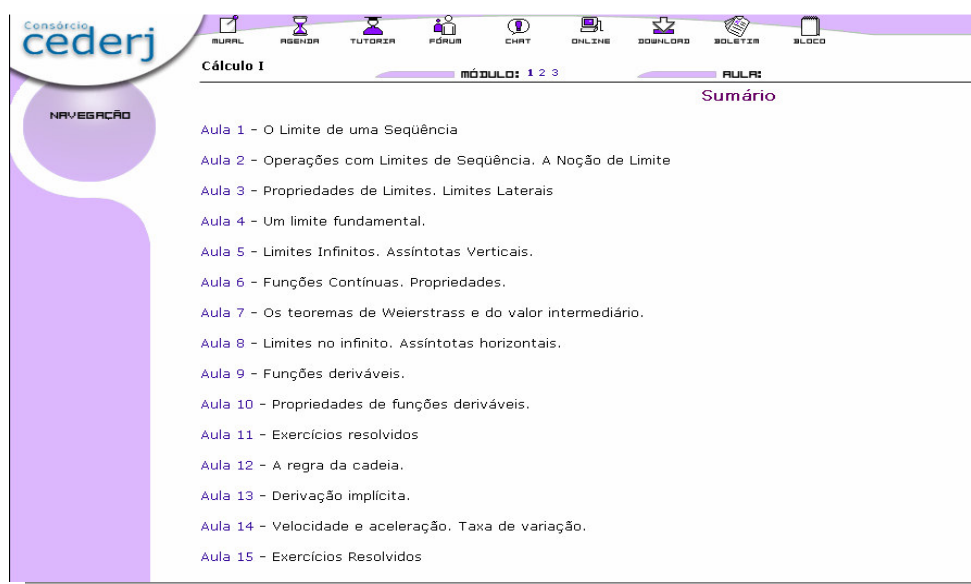 Consórcio
cederj
MURAL AGENDA TUTORIA FÓRUM CHAT ONLINE DOWNLOAD BOLETIM BLOCO
Cálculo I
MÓDULO: 1 2 3 AULA:
NAVEGAÇÃO
Sumário
Aula 1 - O Limite de uma Seqüência
Aula 2 - Operações com Limites de Seqüência. A Noção de Limite
Aula 3 - Propriedades de Limites. Limites Laterais
Aula 4 - Um limite fundamental.
Aula 5 - Limites Infinitos. Assíntotas Verticais.
Aula 6 - Funções Contínuas. Propriedades.
Aula 7 - Os teoremas de Weierstrass e do valor intermediário.
Aula 8 - Limites no infinito. Assíntotas horizontais.
Aula 9 - Funções deriváveis.
Aula 10 - Propriedades de funções deriváveis.
Aula 11 - Exercícios resolvidos
Aula 12 - A regra da cadeia.
Aula 13 - Derivação implícita.
Aula 14 - Velocidade e aceleração. Taxa de variação.
Aula 15 - Exercícios Resolvidos